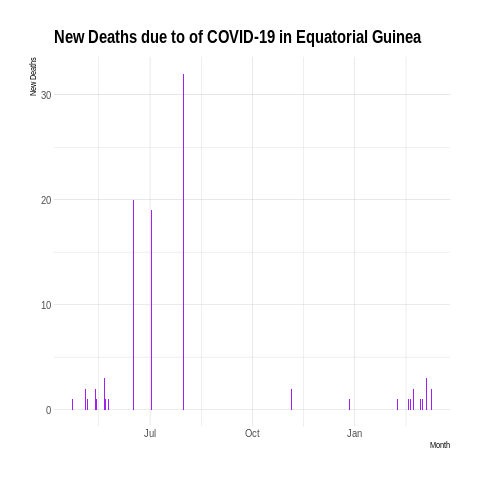 New Deaths due to of COVID-19 in Equatorial Guinea
New Deaths
30
20
10
0
Jul Oct Jan
Month